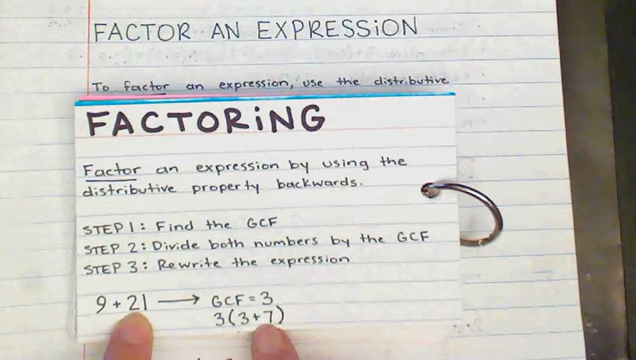 FACTOR AN EXPRESSION
To factor an expression, use the distributive
FACTORING
Factor an expression by using the
distributive property backwards.
STEP 1: Find the GCF
STEP 2: Divide both numbers by the GCF
STEP 3: Rewrite the expression
9 + 21 ⟶ GCF = 3
3(3+7)